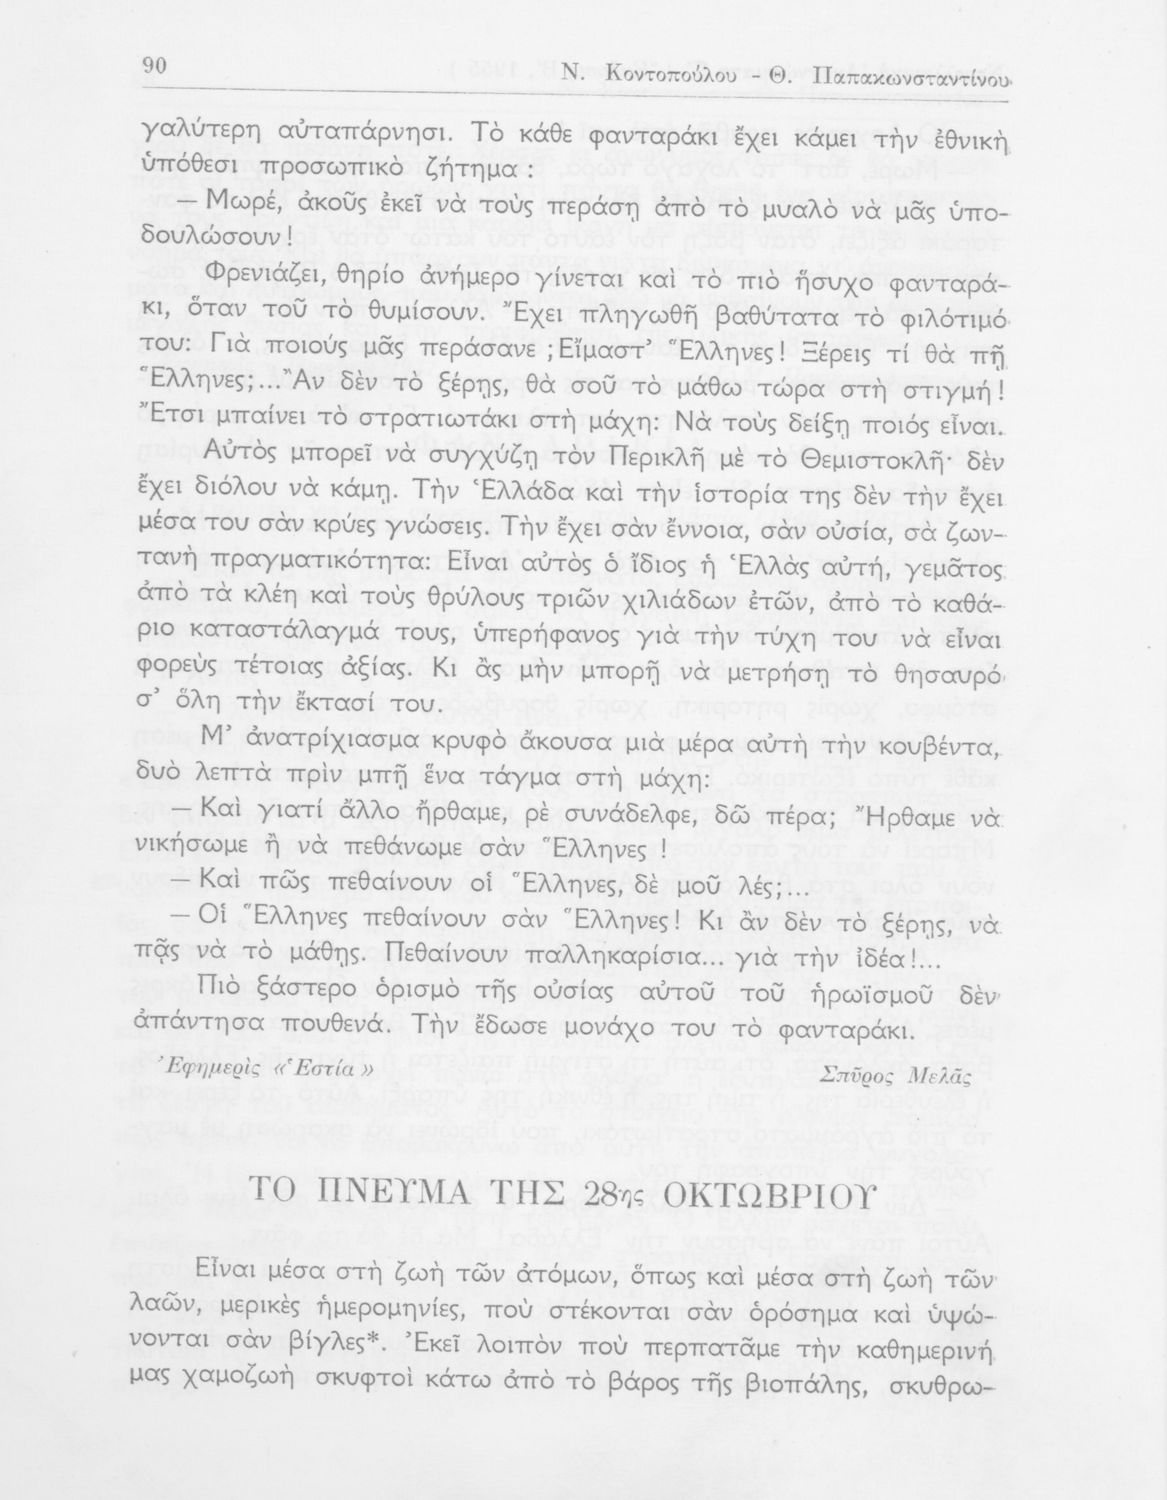 90
Ν. Κοντοπούλου - Θ. Παπακωνσταντίνου
γαλύτερη αὐταπάρνησι. Τὸ κάθε φανταράκι ἔχει κάμει τὴν ἐθνικὴ
ὑπόθεσι προσωπικὸ ζήτημα :
— Μωρέ, ἀκοῦς ἐκεῖ νὰ τοὺς περάση ἀπὸ τὸ μυαλὸ νὰ μᾶς ὑπο-
δουλώσουν !
Φρενιάζει, θηρίο ἀνήμερο γίνεται καὶ τὸ πιὸ ἥσυχο φανταρά-
κι, ὅταν τοῦ τὸ θυμίσουν. Ἔχει πληγωθῆ βαθύτατα τὸ φιλότιμό
του: Γιὰ ποιούς μᾶς περάσανε ; Εἴμαστ’ Ἕλληνες! Ξέρεις τί θὰ πῇ
Ἕλληνες;... Ἂν δὲν τὸ ξέρῃς, θὰ σοῦ τὸ μάθω τώρα στὴ στιγμή!
Ἔτσι μπαίνει τὸ στρατιωτάκι στὴ μάχη: Νὰ τοὺς δείξῃ ποιός εἶναι.
Αὐτὸς μπορεῖ νὰ συγχύζῃ τὸν Περικλῆ μὲ τὸ Θεμιστοκλῆ· δὲν
ἔχει διόλου νὰ κάμῃ. Τὴν Ἑλλάδα καὶ τὴν ἱστορία της δὲν τὴν ἔχει
μέσα του σὰν κρύες γνώσεις. Τὴν ἔχει σὰν ἔννοια, σὰν οὐσία, σὰ ζων-
τανὴ πραγματικότητα: Εἶναι αὐτὸς ὁ ἴδιος ἡ Ἑλλὰς αὐτή, γεμᾶτος
ἀπὸ τὰ κλέη καὶ τοὺς θρύλους τριῶν χιλιάδων ἐτῶν, ἀπὸ τὸ καθά-
ριο καταστάλαγμά τους, ὑπερήφανος γιὰ τὴν τύχη του νὰ εἶναι
φορεὺς τέτοιας ἀξίας. Κι ἂς μὴν μπορῇ νὰ μετρήσῃ τὸ θησαυρό
σ’ ὅλη τὴν ἔκτασί του.
Μ’ ἀνατρίχιασμα κρυφὸ ἄκουσα μιὰ μέρα αὐτὴ τὴν κουβέντα,
δυὸ λεπτὰ πρὶν μπῇ ἕνα τάγμα στὴ μάχη:
— Καὶ γιατί ἄλλο ἤρθαμε, ρὲ συνάδελφε, δῶ πέρα; Ἤρθαμε νὰ
νικήσωμε ἢ νὰ πεθάνωμε σὰν Ἕλληνες !
— Καὶ πῶς πεθαίνουν οἱ Ἕλληνες, δὲ μοῦ λές;...
— Οἱ Ἕλληνες πεθαίνουν σὰν Ἕλληνες! Κι ἂν δὲν τὸ ξέρῃς, νὰ
πᾷς νὰ τὸ μάθῃς. Πεθαίνουν παλληκαρίσια... γιὰ τὴν ἰδέα!...
Πιὸ ξάστερο ὁρισμὸ τῆς οὐσίας αὐτοῦ τοῦ ἡρωϊσμοῦ δὲν
ἀπάντησα πουθενά. Τὴν ἔδωσε μονάχο του τὸ φανταράκι.
Ἐφημερὶς «Ἑστία»
Σπῦρος Μελᾶς
ΤΟ ΠΝΕΥΜΑ ΤΗΣ 28ης ΟΚΤΩΒΡΙΟΥ
Εἶναι μέσα στὴ ζωὴ τῶν ἀτόμων, ὅπως καὶ μέσα στὴ ζωὴ τῶν
λαῶν, μερικὲς ἡμερομηνίες, ποὺ στέκονται σὰν ὁρόσημα καὶ ὑψώ-
νονται σὰν βίγλες*. Ἐκεῖ λοιπὸν ποὺ περπατᾶμε τὴν καθημερινή
μας χαμοζωὴ σκυφτοὶ κάτω ἀπὸ τὸ βάρος τῆς βιοπάλης, σκυθρω-